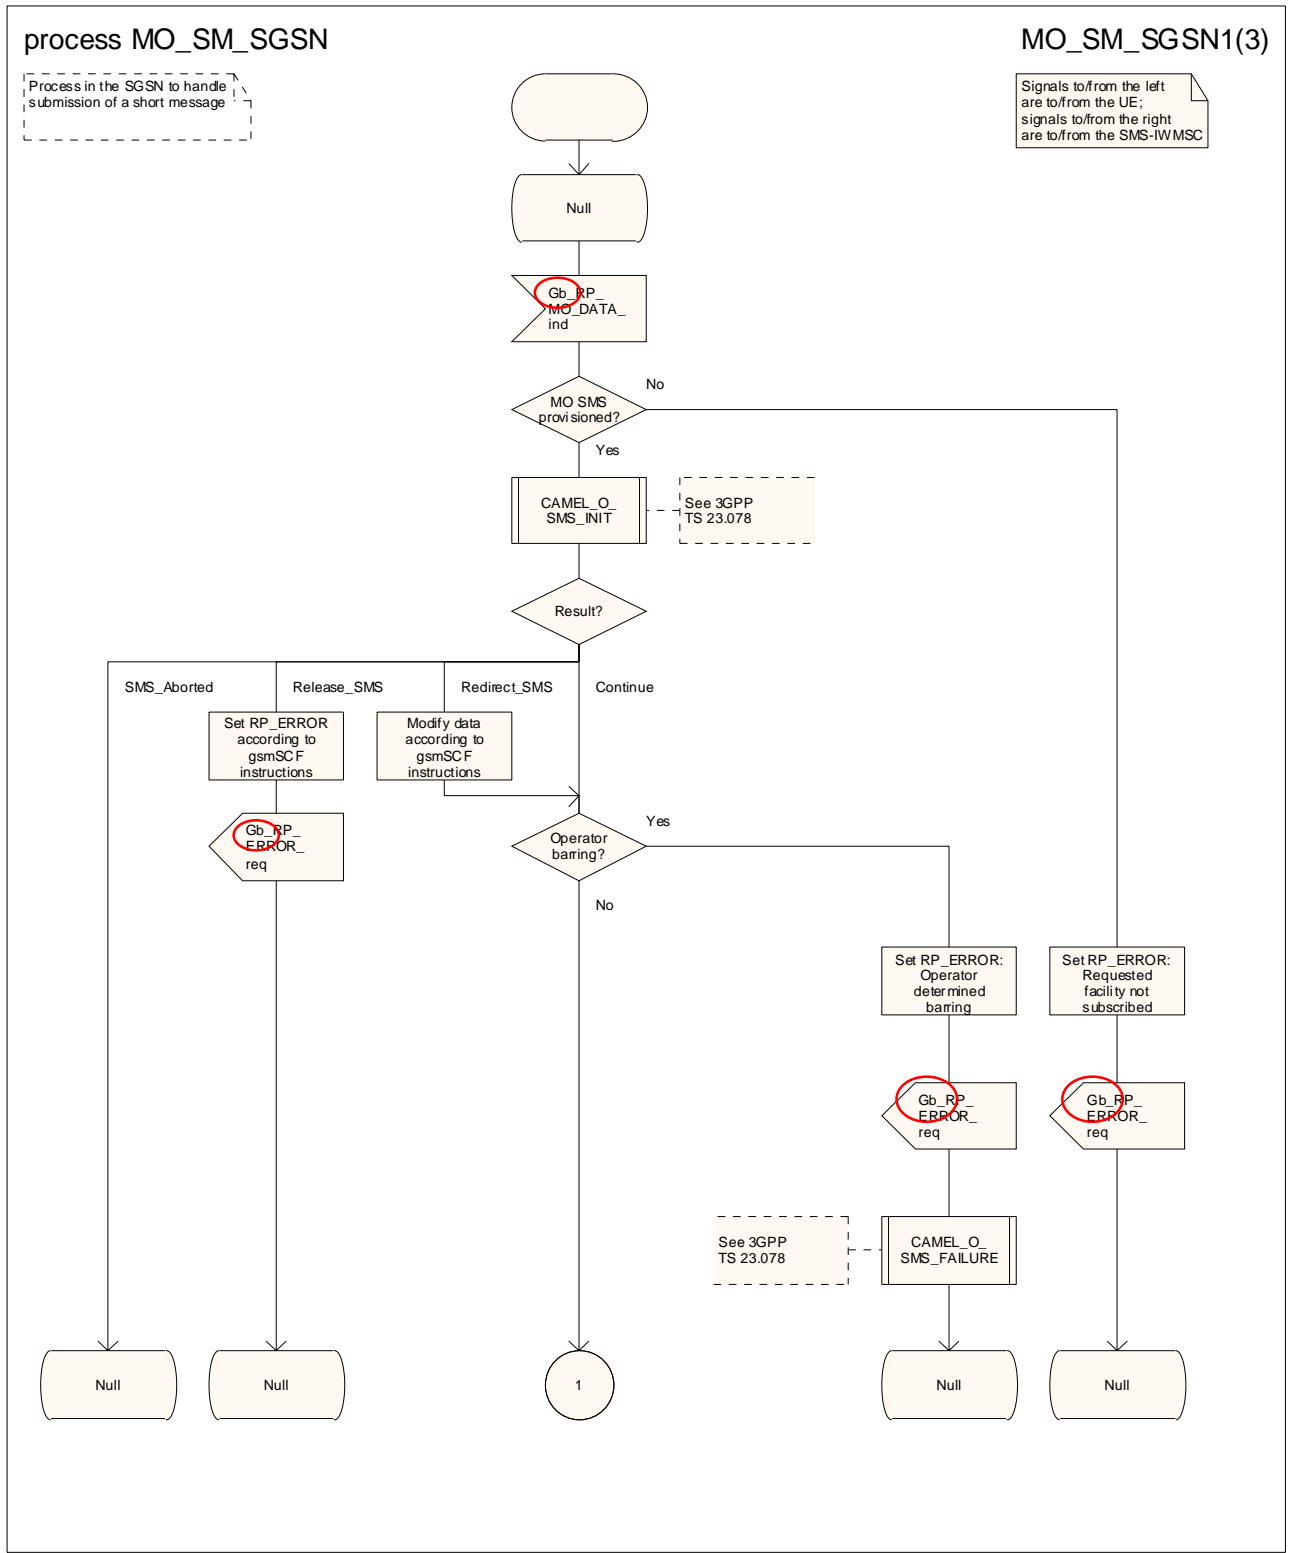 process MO_SM_SGSN
MO_SM_SGSN1(3)
Process in the SGSN to handle
submission of a short message
Signals to/from the left
are to/from the UE;
signals to/from the right
are to/from the SMS-IWMSC
Null
Gb_RP_
MO_DATA_
ind
MO SMS
provisioned?
No
Yes
CAMEL_O_
SMS_INIT
See 3GPP
TS 23.078
Result?
SMS_Aborted
Release_SMS
Redirect_SMS
Continue
Set RP_ERROR
according to
gsmSCF
instructions
Modify data
according to
gsmSCF
instructions
Gb_RP_
ERROR_
req
Operator
barring?
Yes
No
Set RP_ERROR:
Operator
determined
barring
Set RP_ERROR:
Requested
facility not
subscribed
Gb_RP_
ERROR_
req
Gb_RP_
ERROR_
req
See 3GPP
TS 23.078
CAMEL_O_
SMS_FAILURE
Null
Null
1
Null
Null